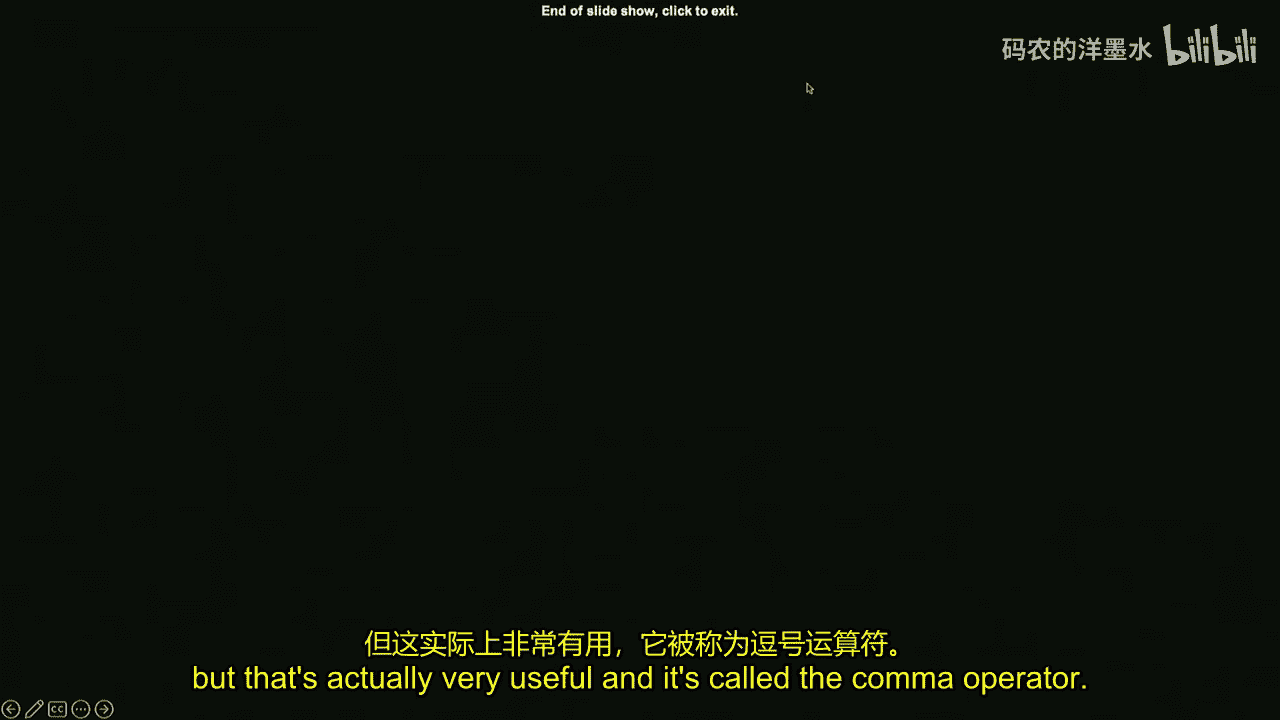 End of slide show, click to exit.
码农的洋墨水 bilibili
但这实际上非常有用，它被称为逗号运算符。
but that's actually very useful and it's called the comma operator.
CC